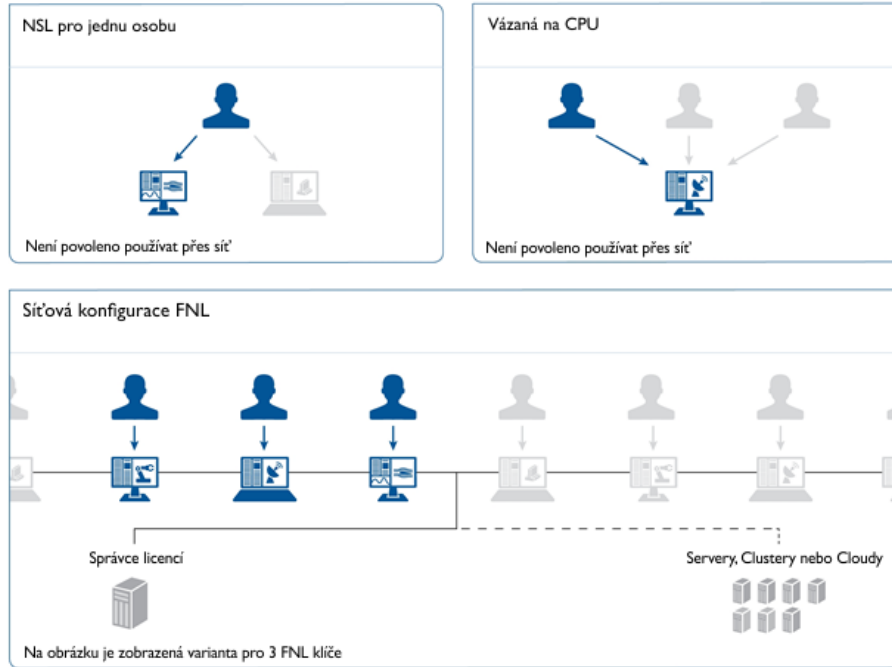 NSL pro jednu osobu
Vázaná na CPU
Není povoleno používat přes síť
Není povoleno používat přes síť
Síťová konfigurace FNL
Správce licencí
Servery, Clustery nebo Cloudy
Na obrázku je zobrazená varianta pro 3 FNL klíče